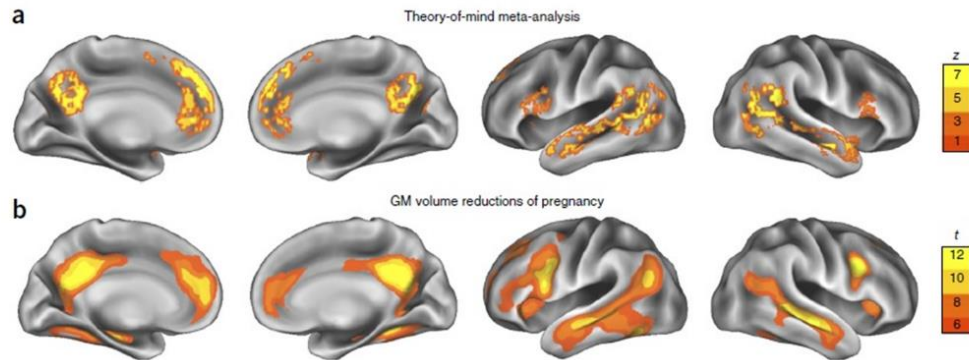 a
Theory-of-mind meta-analysis
z
7
5
3
1
b
GM volume reductions of pregnancy
t
12
10
8
6